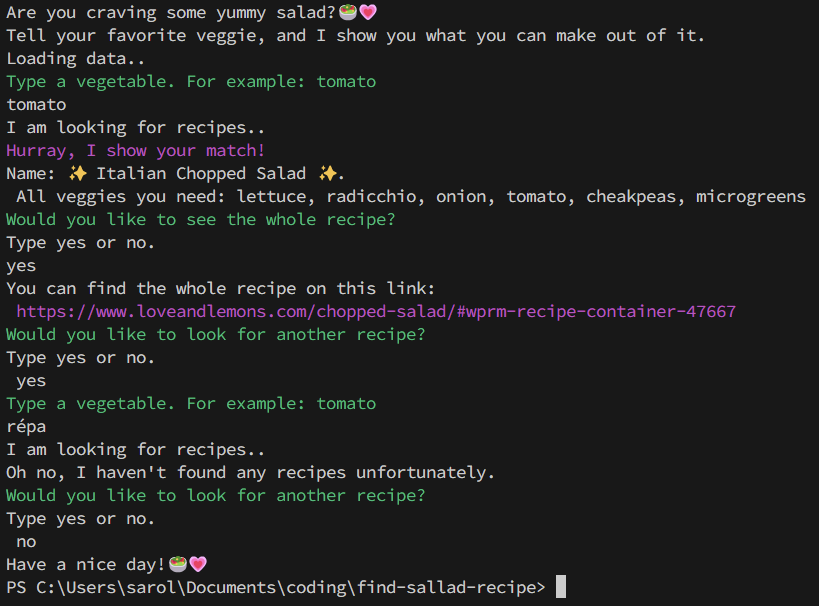 Are you craving some yummy salad?🥗💗
Tell your favorite veggie, and I show you what you can make out of it.
Loading data..
Type a vegetable. For example: tomato
tomato
I am looking for recipes..
Hurray, I show your match!
Name: ✨ Italian Chopped Salad ✨.
All veggies you need: lettuce, radicchio, onion, tomato, cheakpeas, microgreens
Would you like to see the whole recipe?
Type yes or no.
yes
You can find the whole recipe on this link:
https://www.loveandlemons.com/chopped-salad/#wprm-recipe-container-47667
Would you like to look for another recipe?
Type yes or no.
yes
Type a vegetable. For example: tomato
répa
I am looking for recipes..
Oh no, I haven't found any recipes unfortunately.
Would you like to look for another recipe?
Type yes or no.
no
Have a nice day!🥗💗
PS C:\Users\sarol\Documents\coding\find-sallad-recipe>